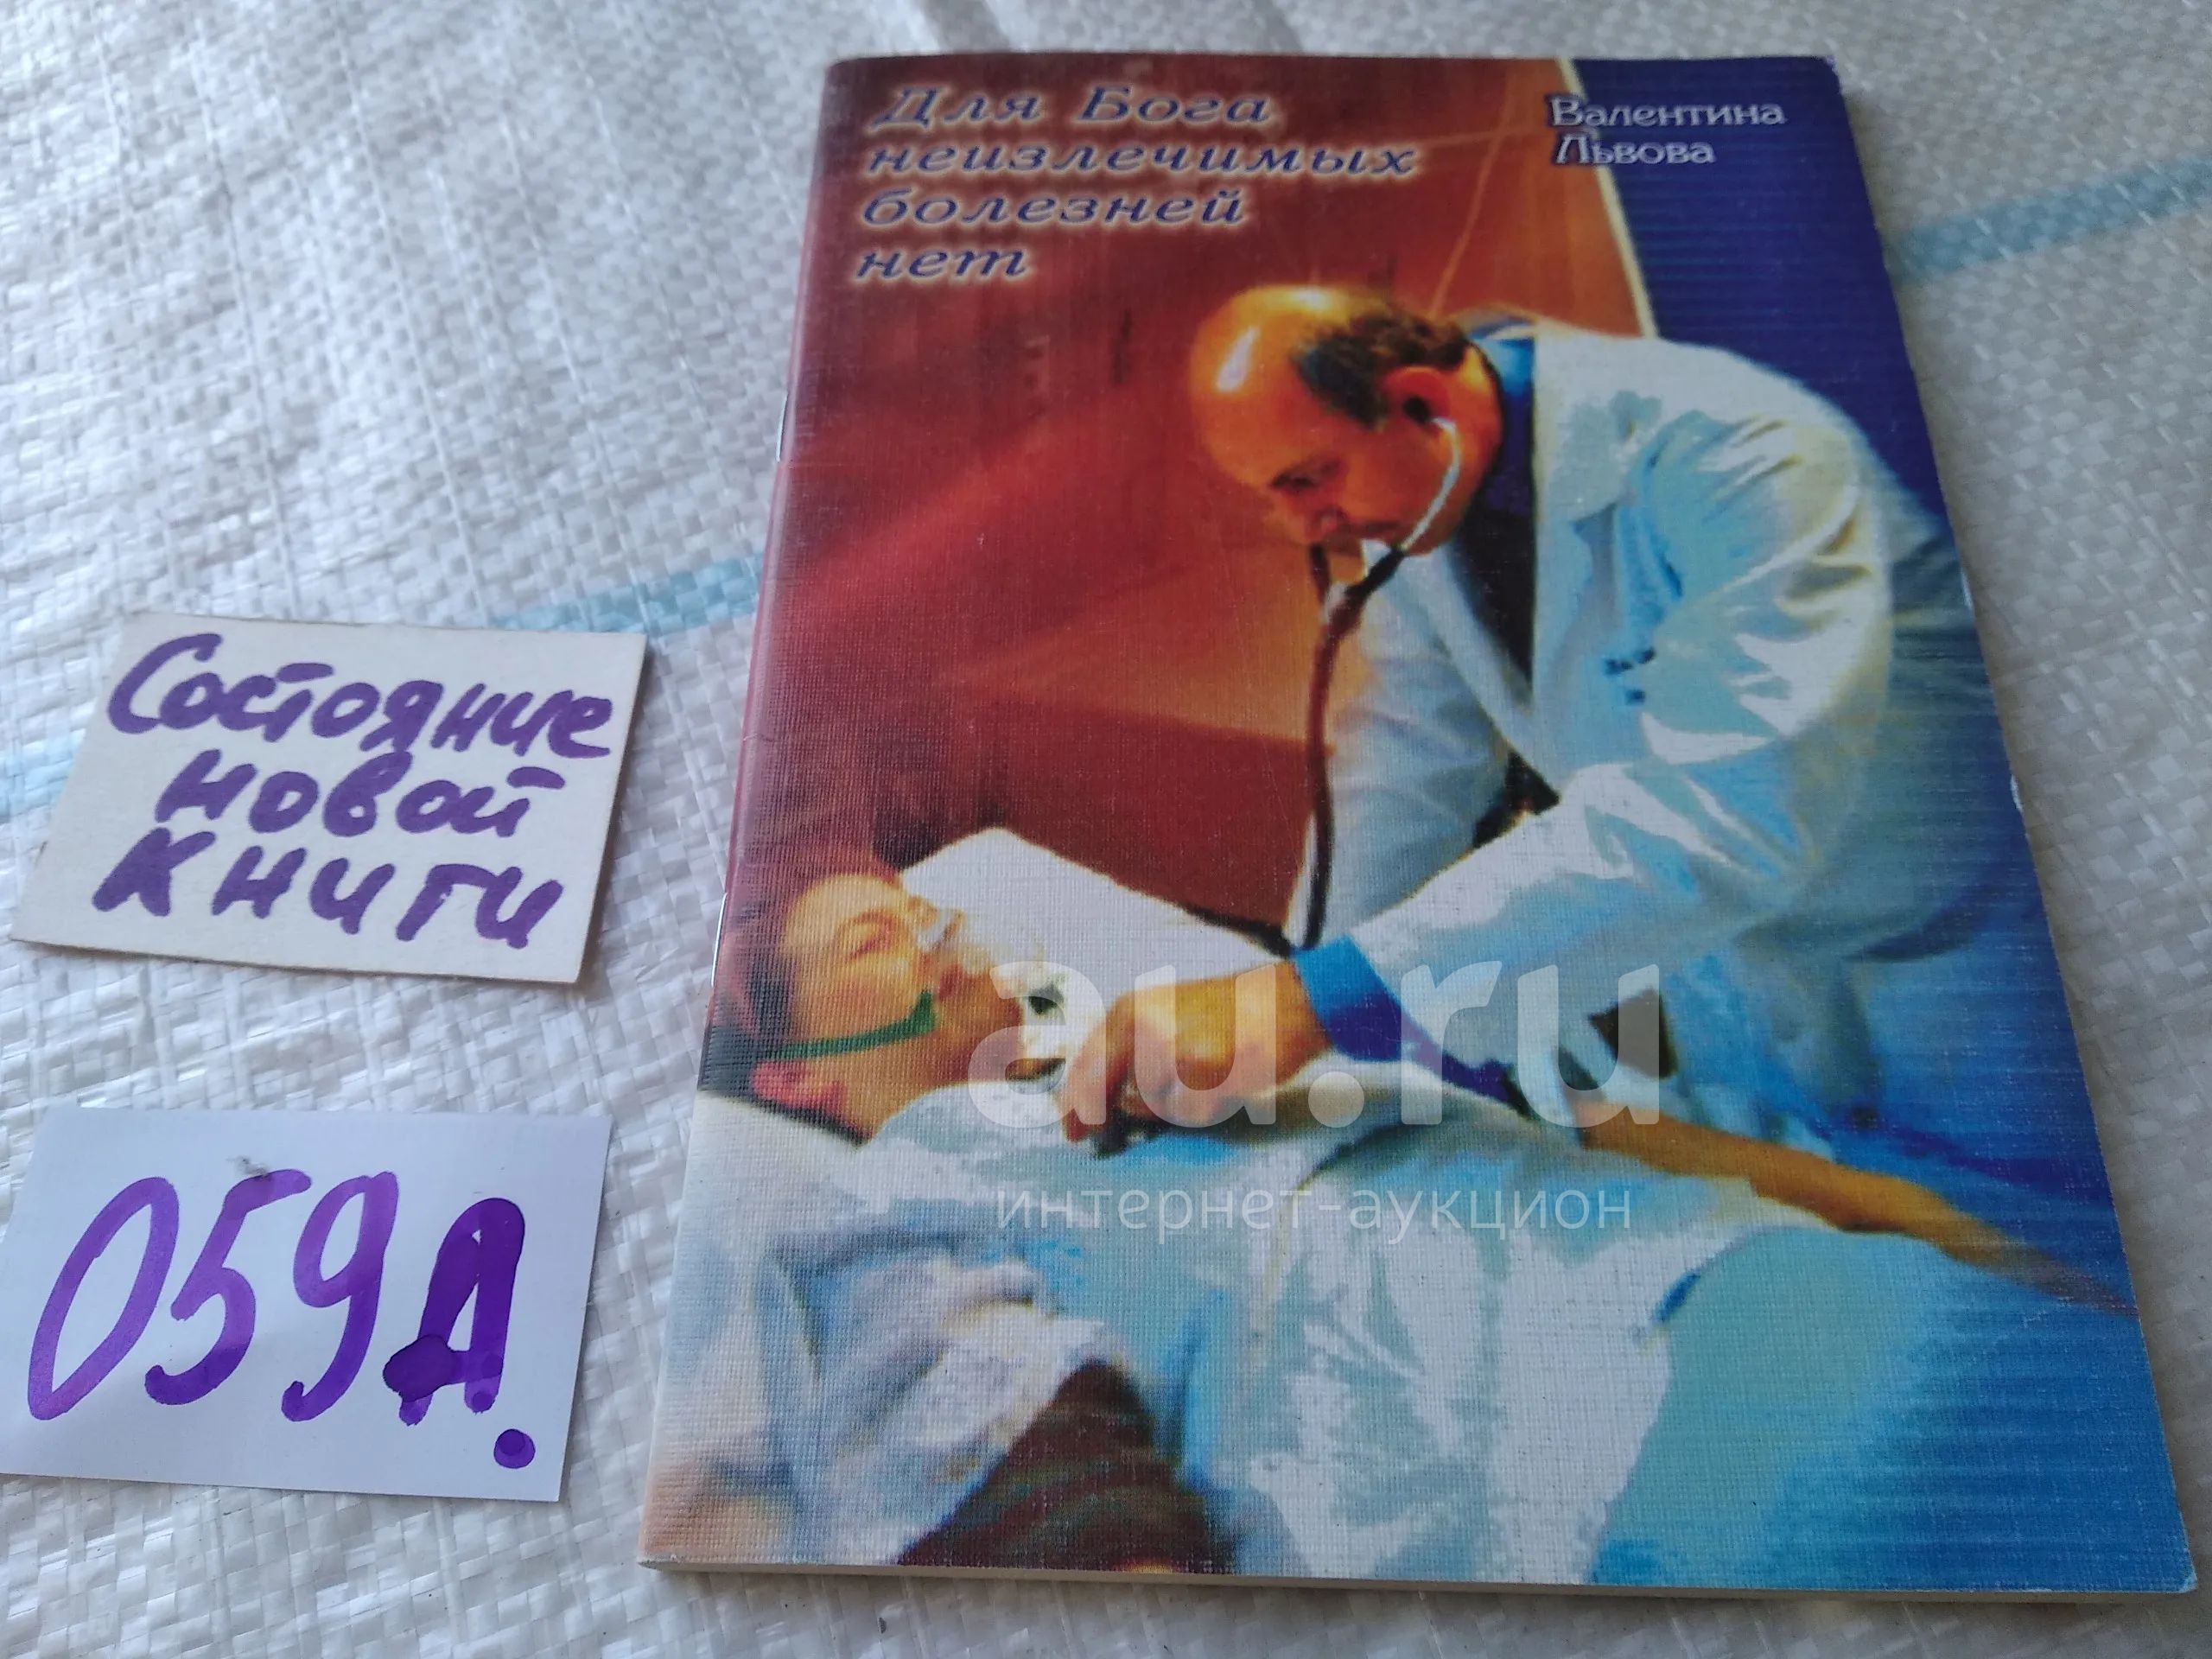 Для Бога
неизлечимых
болезней
нет
Валентина
Львова
Состояние
новой
книги
059А.
au.ru
интернет-аукцион